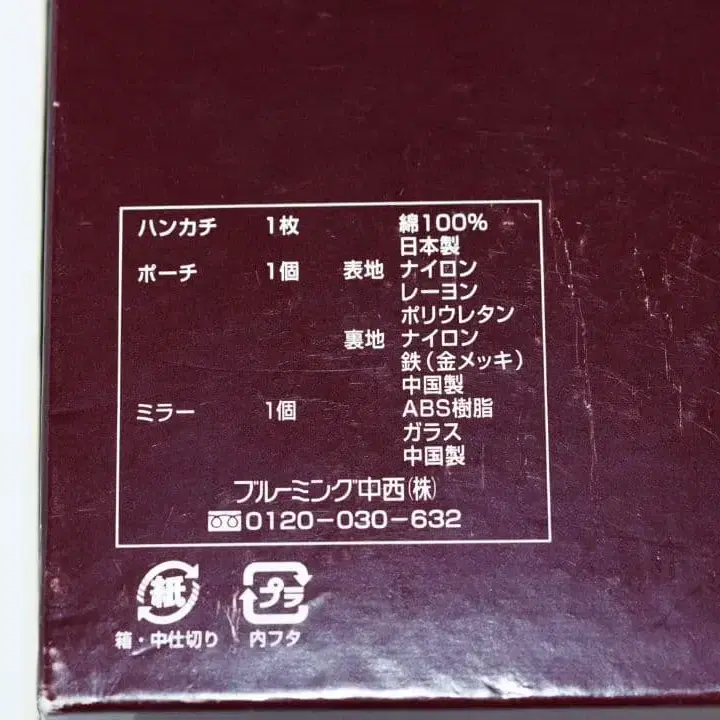 ハンカチ 1枚 綿100%
日本製
ポーチ 1個 表地 ナイロン
レーヨン
ポリウレタン
裏地 ナイロン
鉄(金メッキ)
中国製
ミラー 1個 ABS樹脂
ガラス
中国製
ブルーミング中西(株)
0120-030-632
紙 プラ
箱・中仕切り 内フタ